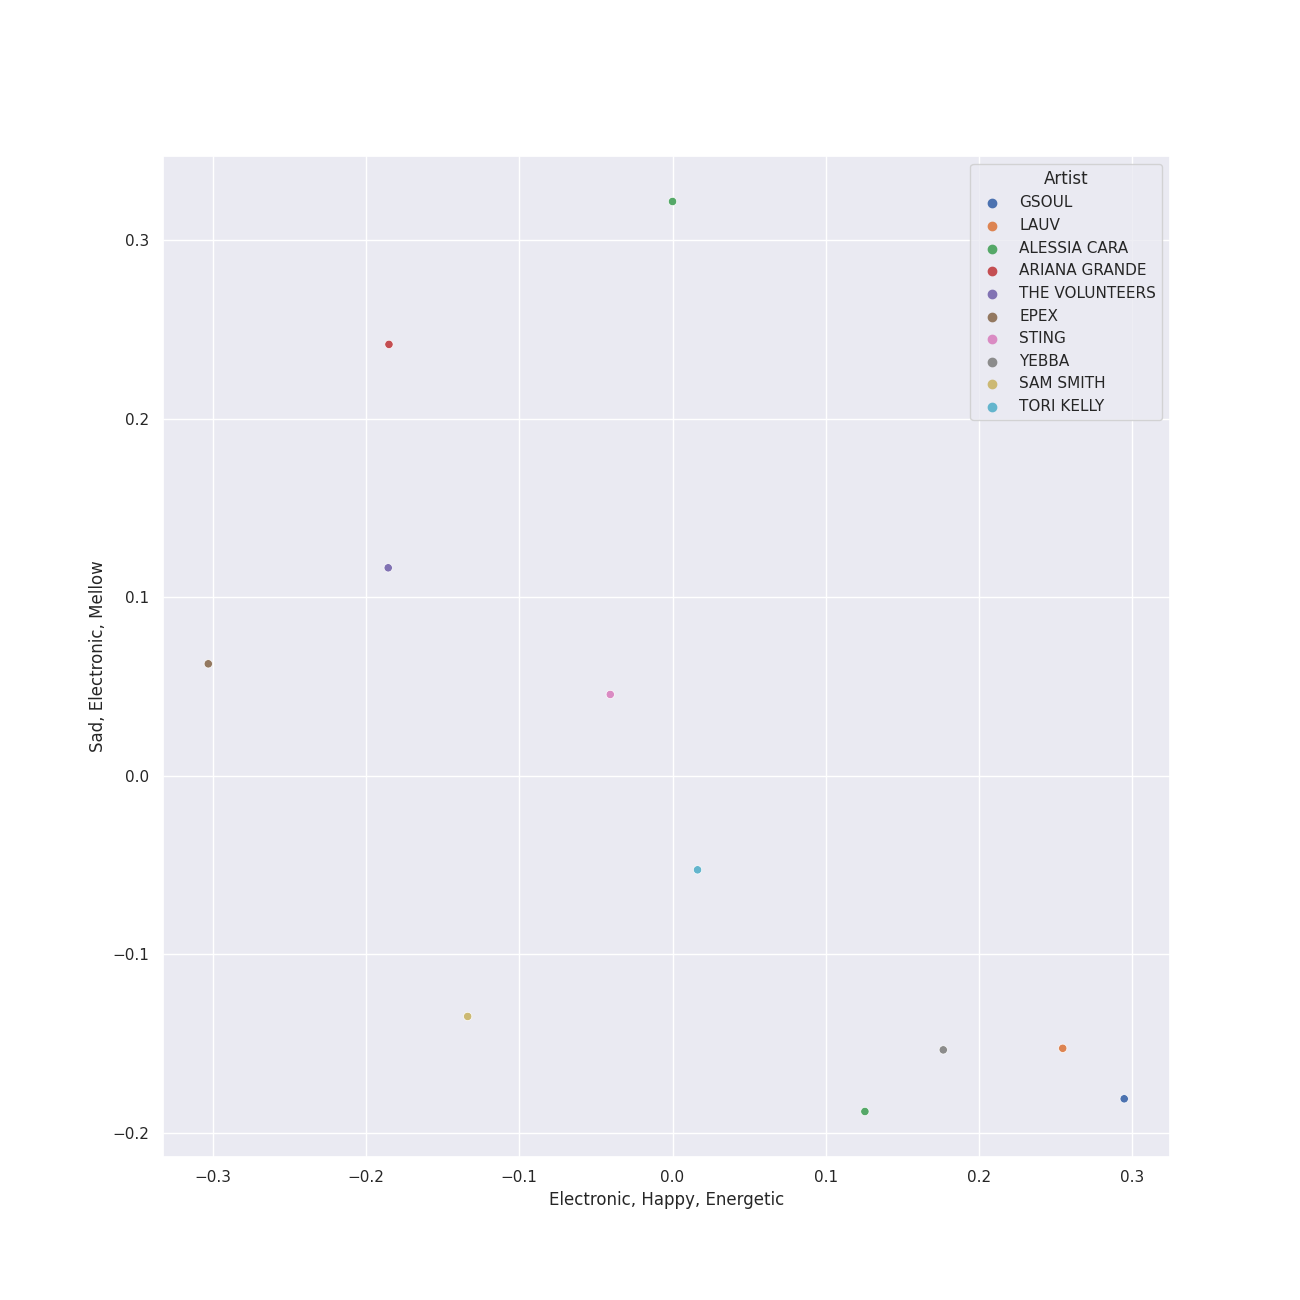 Artist
GSOUL
LAUV
ALESSIA CARA
ARIANA GRANDE
THE VOLUNTEERS
EPEX
STING
YEBBA
SAM SMITH
TORI KELLY
0.3
0.2
0.1
0.0
−0.1
−0.2
Sad, Electronic, Mellow
−0.3 −0.2 −0.1 0.0 0.1 0.2 0.3
Electronic, Happy, Energetic